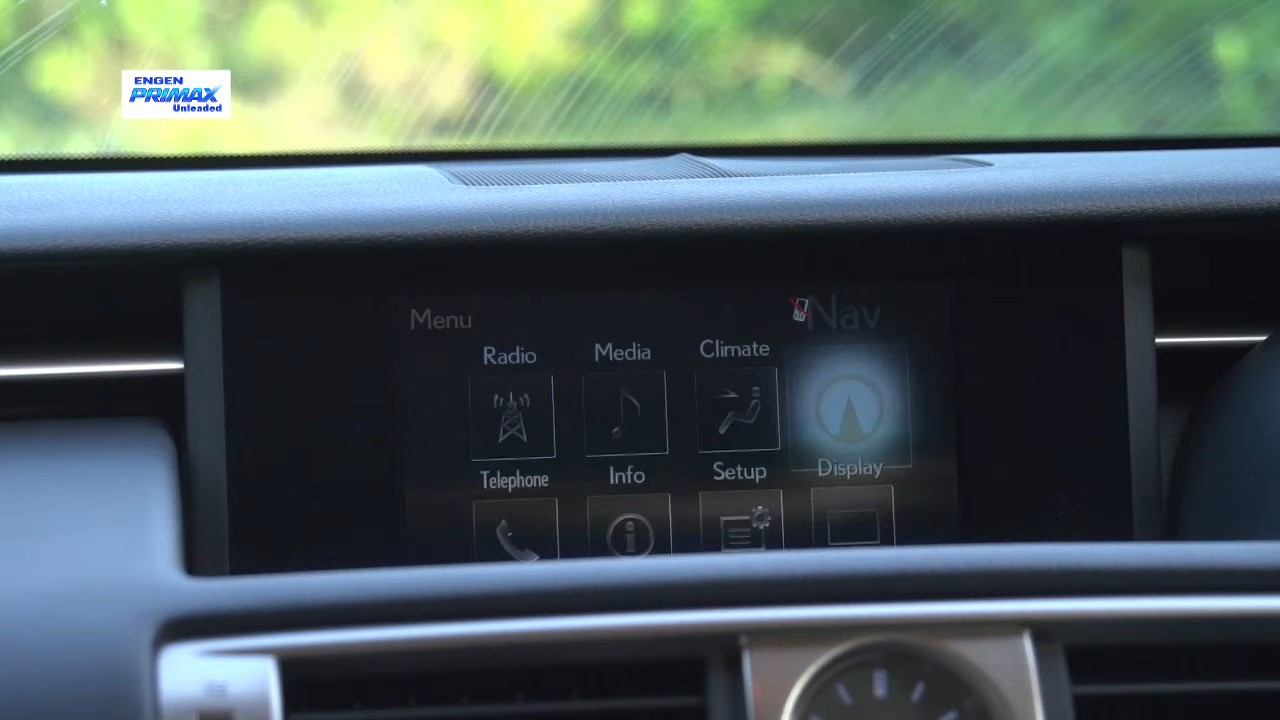 ENGEN
PRIMAX
Unleaded
Menu
Nav
Radio
Media
Climate
Telephone
Info
Setup
Display